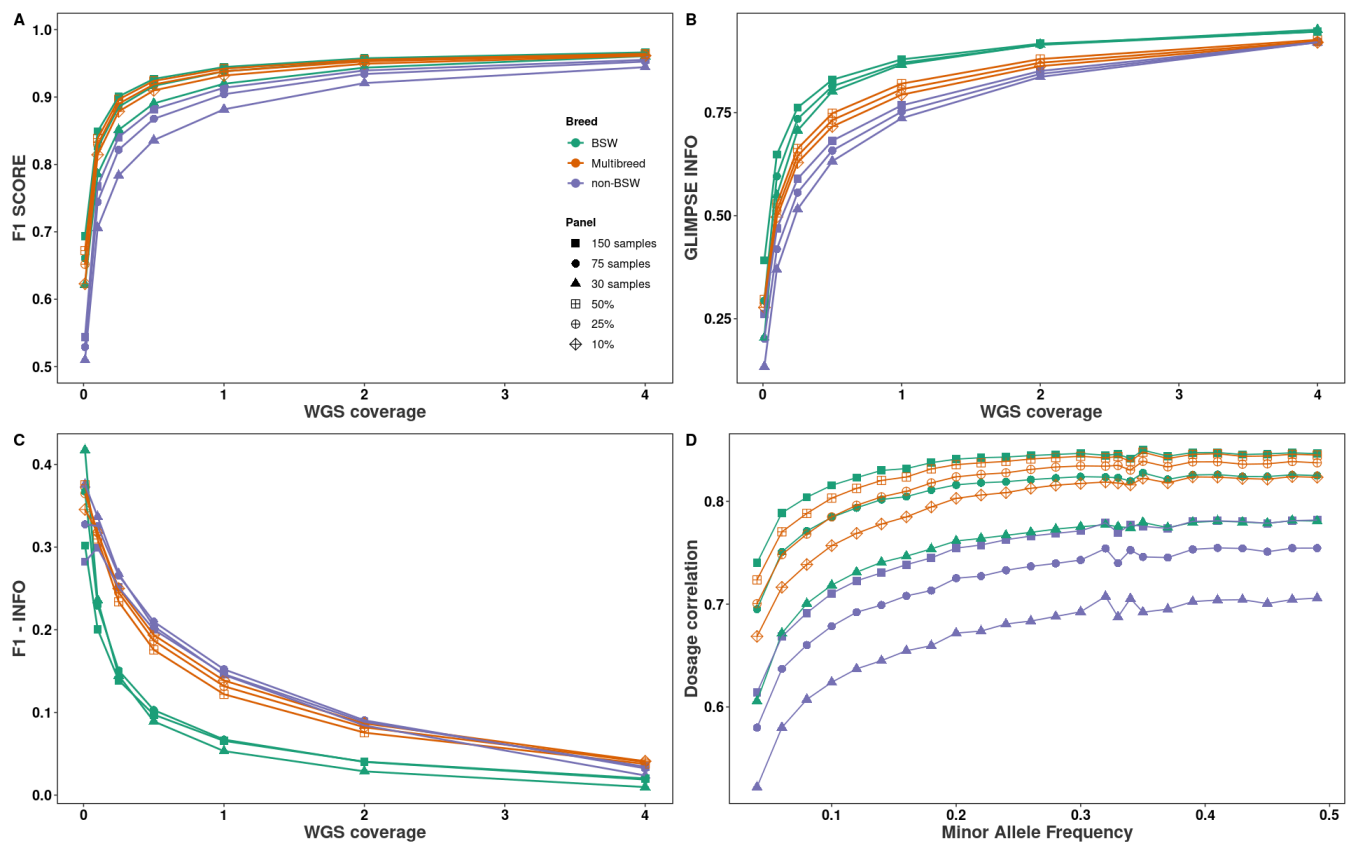 A
1.0
0.9
0.8
0.7
0.6
0.5
F1 SCORE
0 1 2 3 4
WGS coverage
Breed
BSW
Multibreed
non-BSW
Panel
150 samples
75 samples
30 samples
50%
25%
10%
B
0.75
0.50
0.25
GLIMPSE INFO
0 1 2 3 4
WGS coverage
C
0.4
0.3
0.2
0.1
0.0
F1 - INFO
0 1 2 3 4
WGS coverage
D
0.8
0.7
0.6
Dosage correlation
0.1 0.2 0.3 0.4 0.5
Minor Allele Frequency